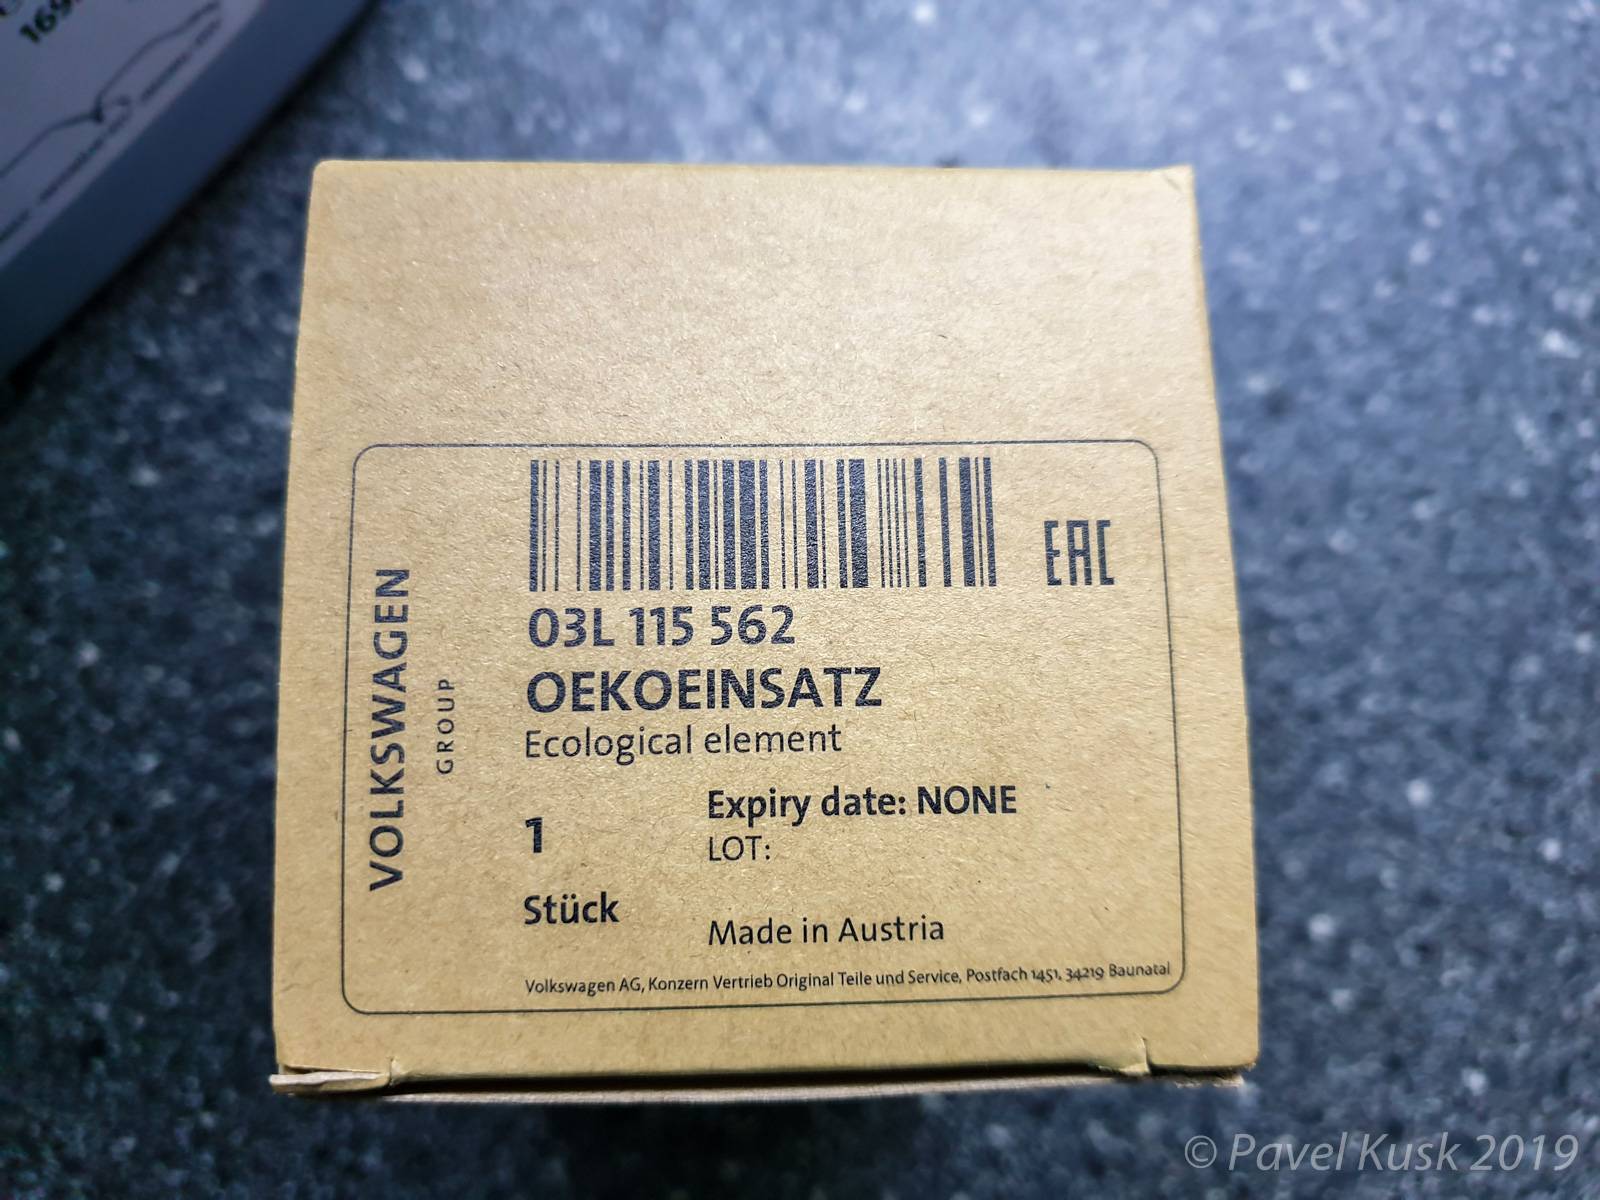 169
VOLKSWAGEN
GROUP
EAC
03L 115 562
OEKOEINSATZ
Ecological element
1
Stück
Expiry date: NONE
LOT:
Made in Austria
Volkswagen AG, Konzern Vertrieb Original Teile und Service, Postfach 1451, 34219 Baunatal
© Pavel Kusk 2019